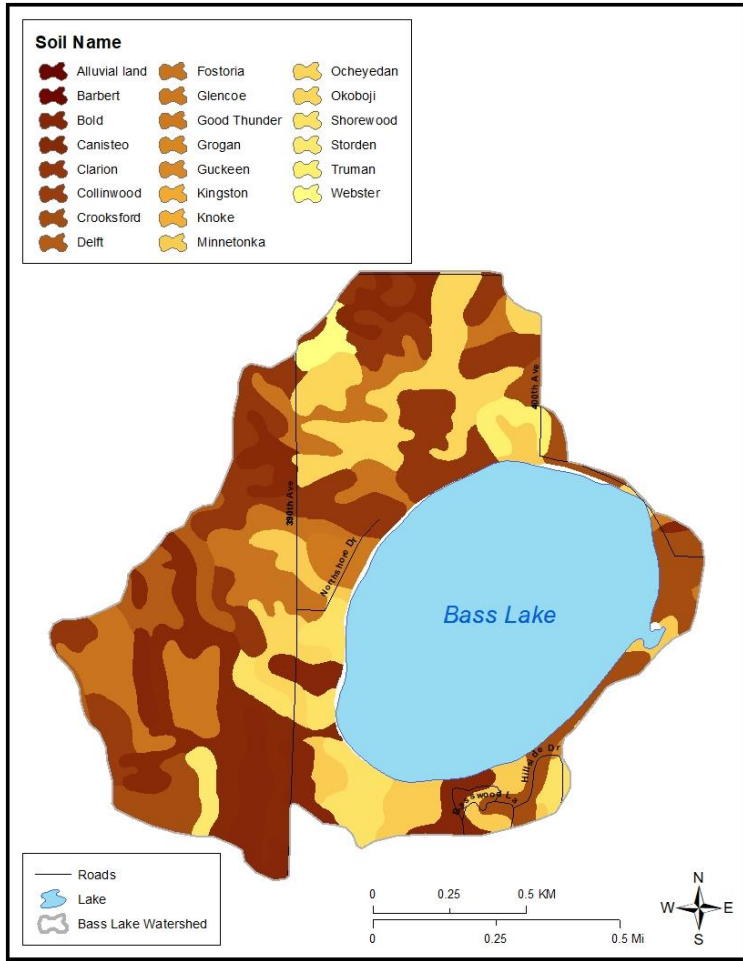 Soil Name
Alluvial land
Barbert
Bold
Canisteo
Clarion
Collinwood
Crooksford
Delft
Fostoria
Glencoe
Good Thunder
Grogan
Guckeen
Kingston
Knoke
Minnetonka
Ocheyedan
Okoboji
Shorewood
Storden
Truman
Webster
400th Ave
390th Ave
Northshore Dr
Bass Lake
Hillside Dr
Basswood La
Roads
Lake
Bass Lake Watershed
0 0.25 0.5 KM
0 0.25 0.5 Mi
N
W E
S